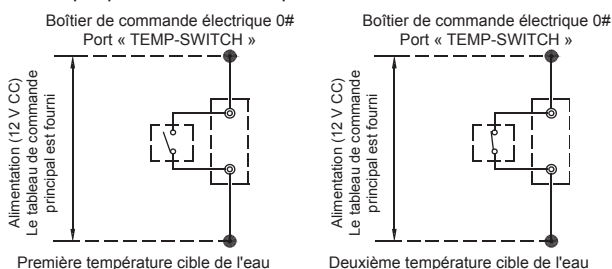 Boîtier de commande électrique 0#
Port « TEMP-SWITCH »
Alimentation (12 V CC)
Le tableau de commande
principal est fourni
Première température cible de l'eau
Boîtier de commande électrique 0#
Port « TEMP-SWITCH »
Alimentation (12 V CC)
Le tableau de commande
principal est fourni
Deuxième température cible de l'eau